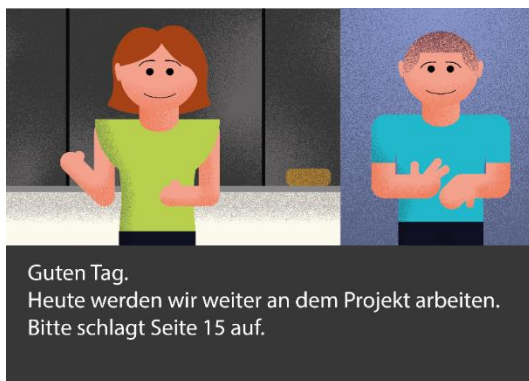 Guten Tag.
Heute werden wir weiter an dem Projekt arbeiten.
Bitte schlagt Seite 15 auf.